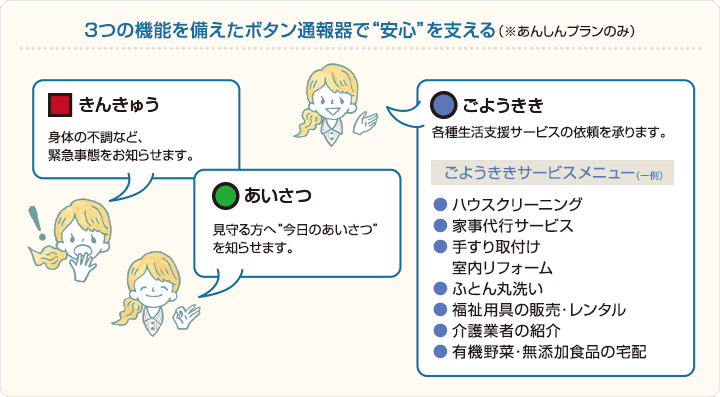 3つの機能を備えたボタン通報器で“安心”を支える(※あんしんプランのみ)
きんきゅう
身体の不調など、
緊急事態をお知らせます。
あいさつ
見守る方へ“今日のあいさつ”
を知らせます。
ごようきき
各種生活支援サービスの依頼を承ります。
ごようききサービスメニュー(一例)
● ハウスクリーニング
● 家事代行サービス
● 手すり取付け
室内リフォーム
● ふとん丸洗い
● 福祉用具の販売・レンタル
● 介護業者の紹介
● 有機野菜・無添加食品の宅配